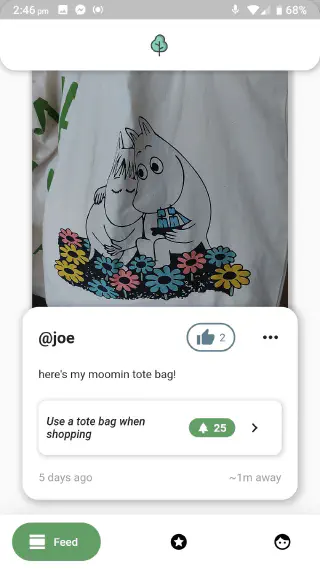 2:46 pm
68%
@joe
2
here's my moomin tote bag!
Use a tote bag when
shopping
25
5 days ago
~1m away
Feed